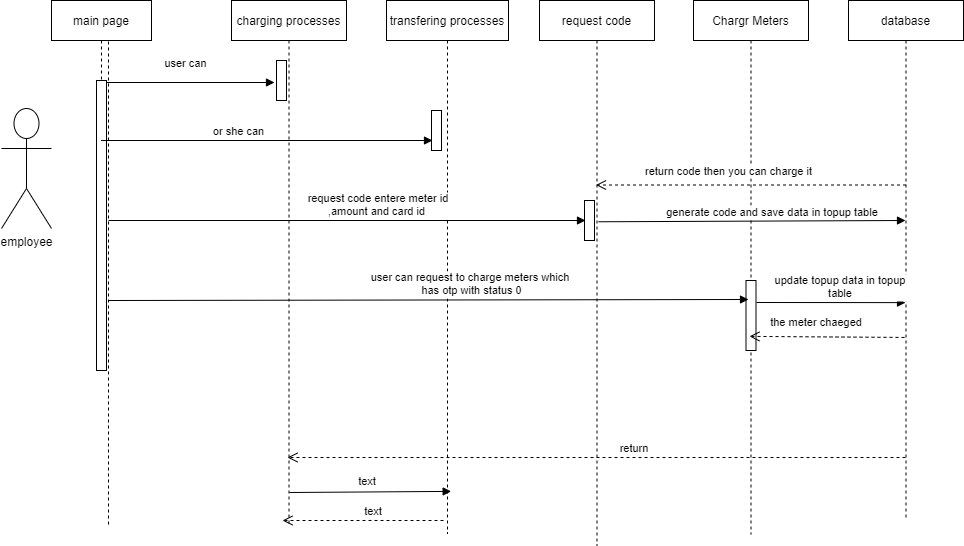 main page
charging processes
transfering processes
request code
Chargr Meters
database
user can
or she can
return code then you can charge it
request code entere meter id
,amount and card id
generate code and save data in topup table
employee
user can request to charge meters which
has otp with status 0
update topup data in topup
table
the meter chaeged
return
text
text